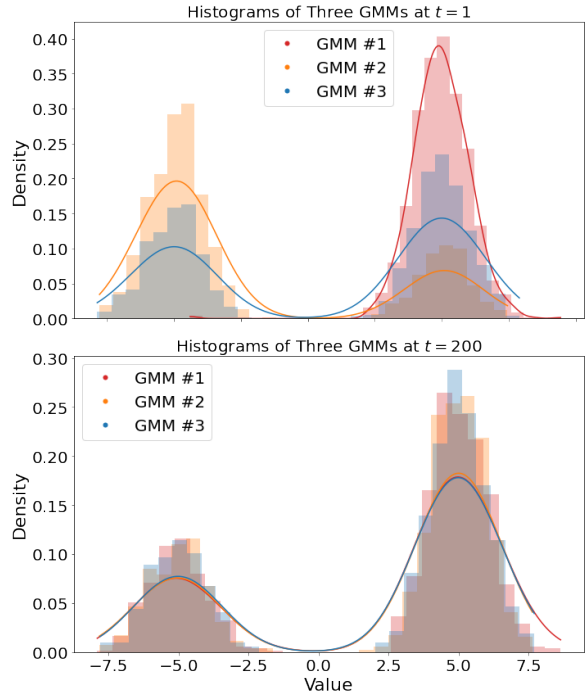 Histograms of Three GMMs at t = 1
0.40
0.35
0.30
0.25
0.20
0.15
0.10
0.05
0.00
Density
GMM #1
GMM #2
GMM #3
Histograms of Three GMMs at t = 200
0.30
0.25
0.20
0.15
0.10
0.05
0.00
Density
GMM #1
GMM #2
GMM #3
−7.5 −5.0 −2.5 0.0 2.5 5.0 7.5
Value